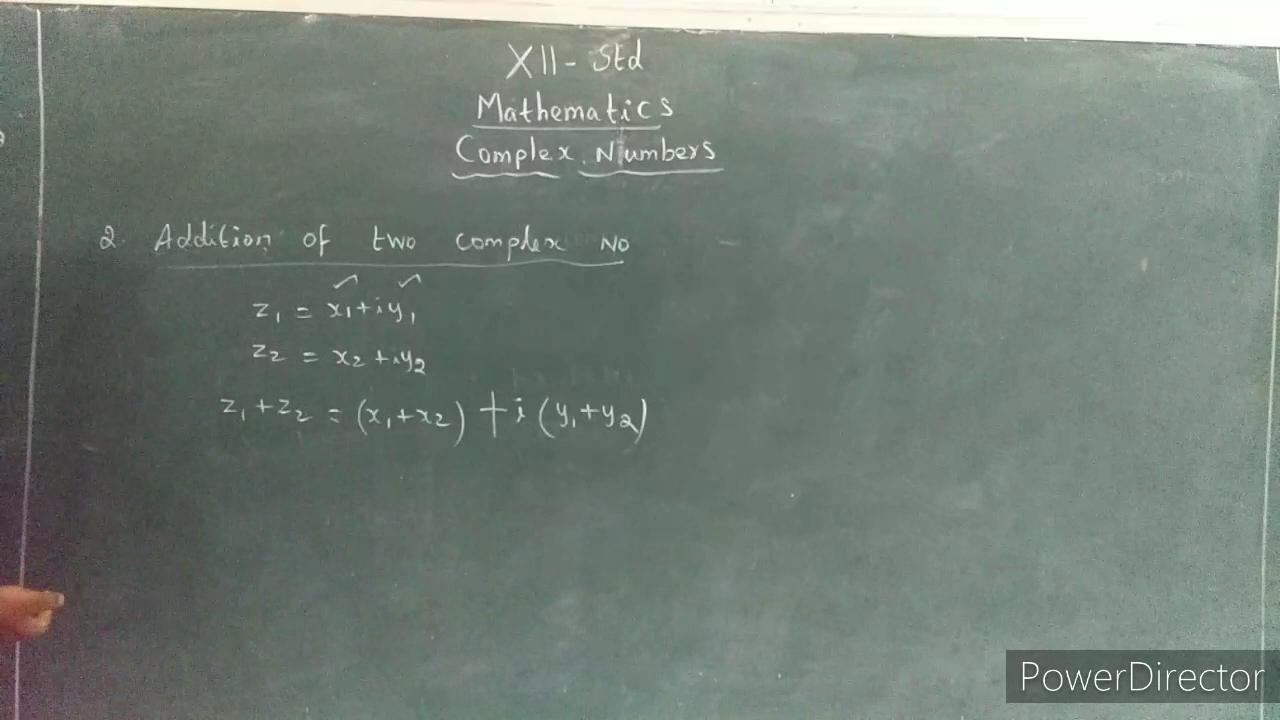 XII - Std
Mathematics
Complex Numbers
2. Addition of two complex No
z₁ = x₁+iy₁
z₂ = x₂+iy₂
z₁+z₂ = (x₁+x₂) + i (y₁+y₂)
PowerDirector